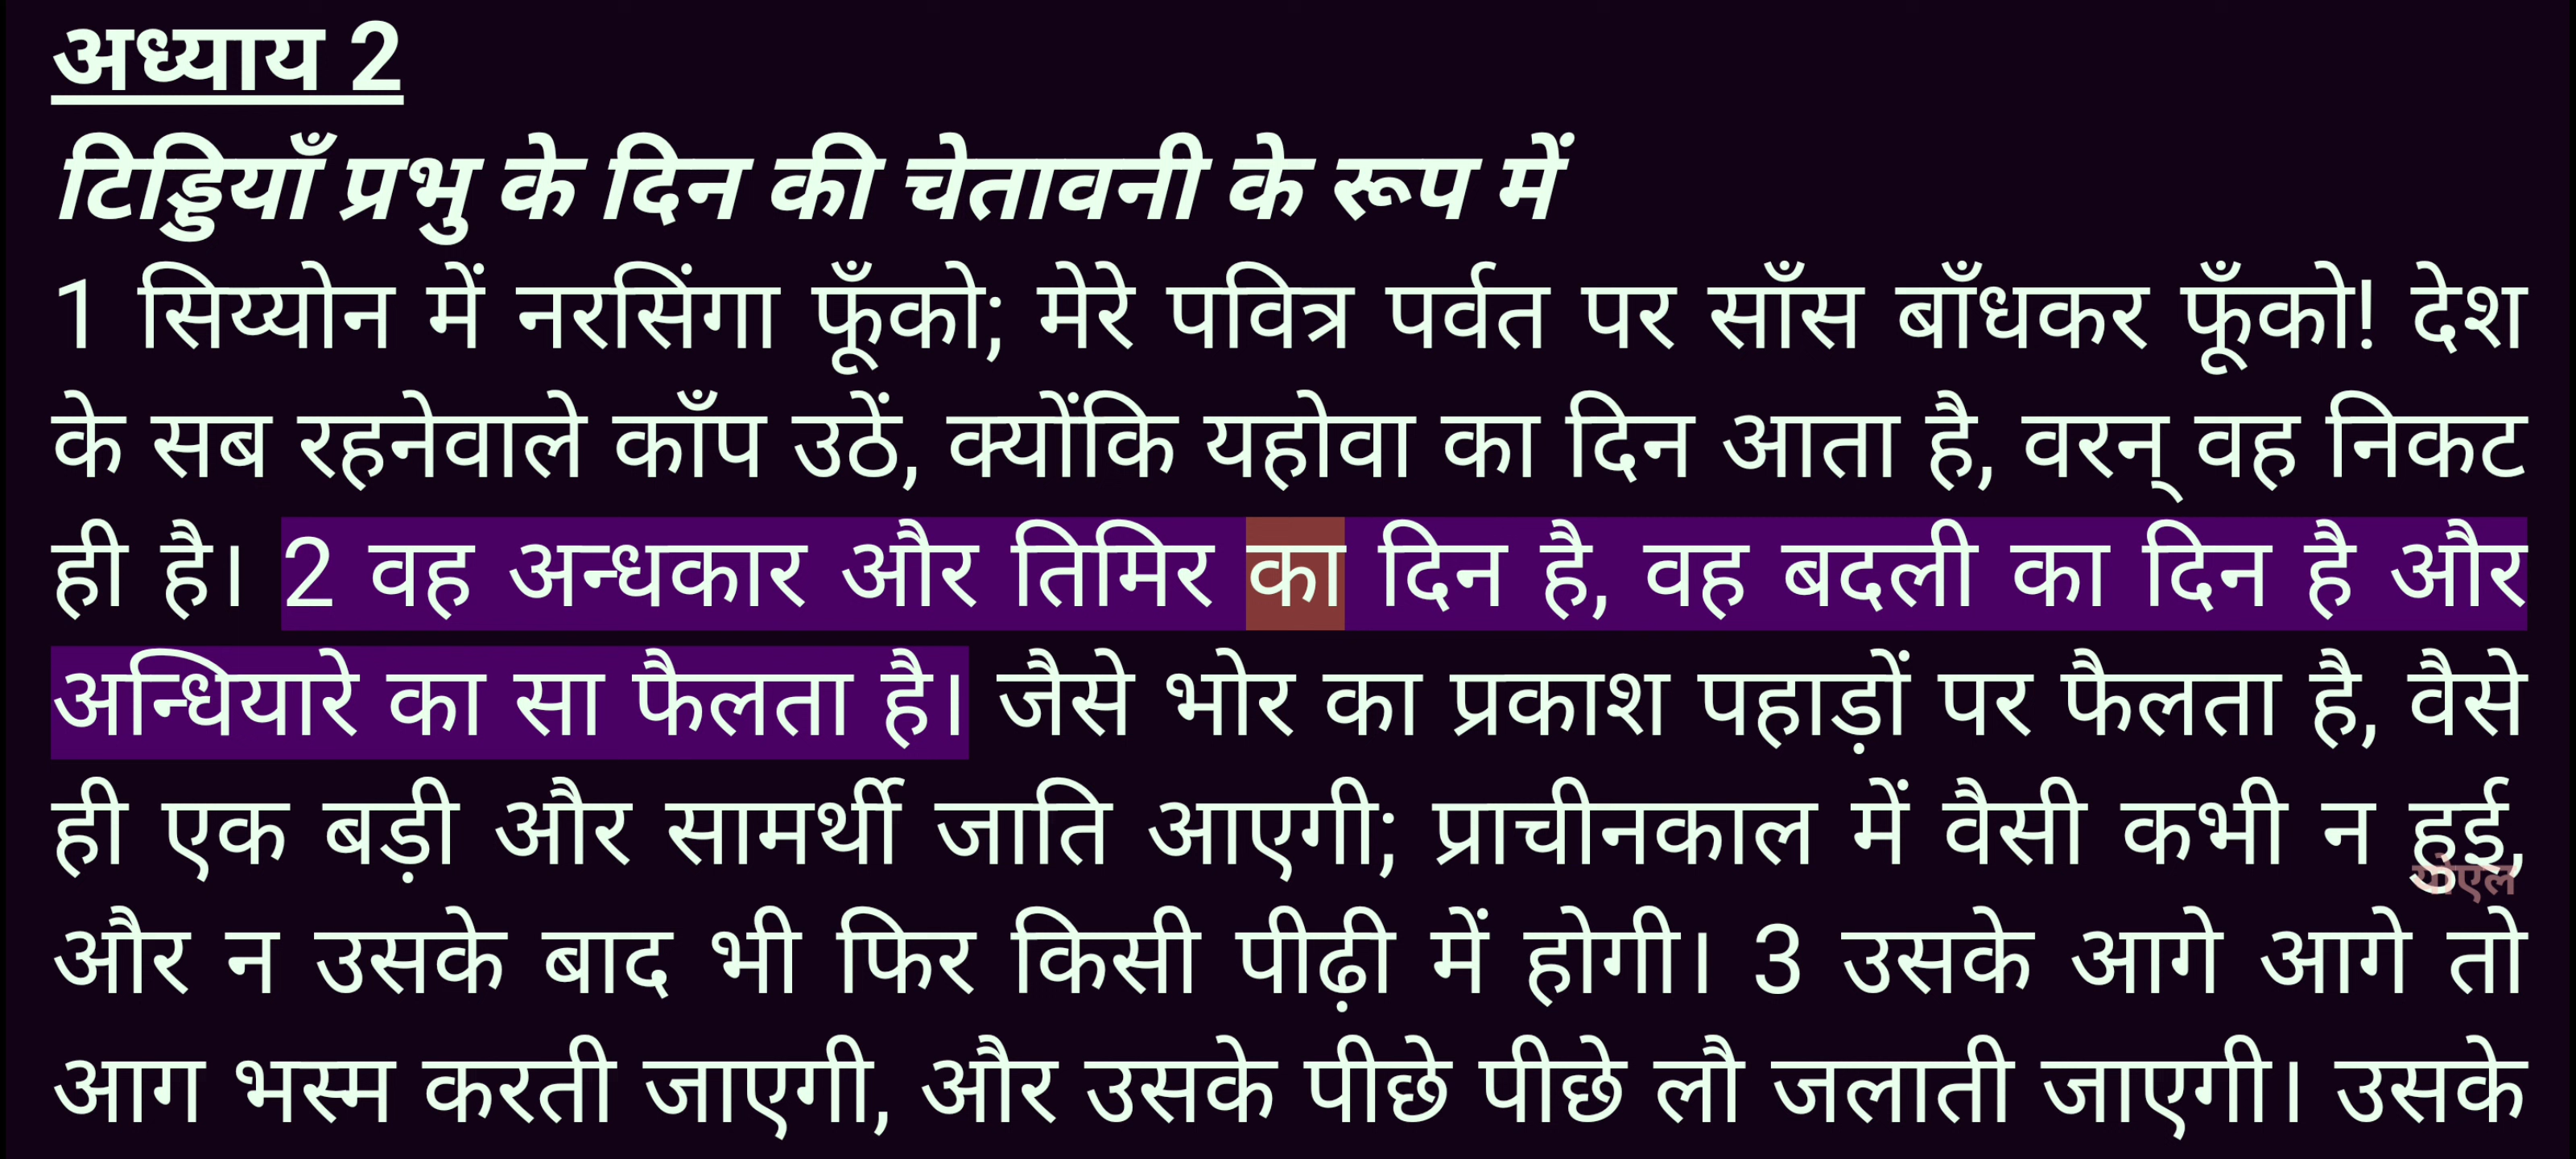 अध्याय 2
टिड्डियाँ प्रभु के दिन की चेतावनी के रूप में
1 सिय्योन में नरसिंगा फूँको; मेरे पवित्र पर्वत पर साँस बाँधकर फूँको! देश
के सब रहनेवाले काँप उठें, क्योंकि यहोवा का दिन आता है, वरन् वह निकट
ही है। 2 वह अन्धकार और तिमिर का दिन है, वह बदली का दिन है और
अन्धियारे का सा फैलता है। जैसे भोर का प्रकाश पहाड़ों पर फैलता है, वैसे
ही एक बड़ी और सामर्थी जाति आएगी; प्राचीनकाल में वैसी कभी न हुई,
योएल
और न उसके बाद भी फिर किसी पीढ़ी में होगी। 3 उसके आगे आगे तो
आग भस्म करती जाएगी, और उसके पीछे पीछे लौ जलाती जाएगी। उसके